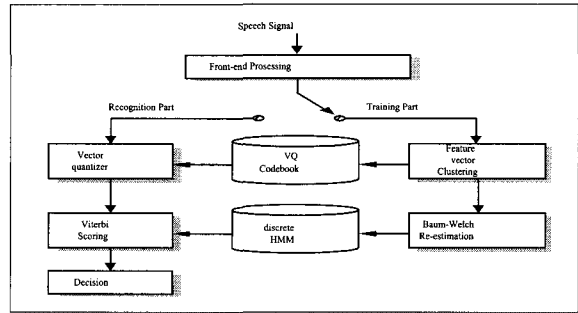 Speech Signal
Front-end Prosessing
Recognition Part
Training Part
Vector
quantizer
VQ
Codebook
Feature
vector
Clustering
Viterbi
Scoring
discrete
HMM
Baum-Welch
Re-estimation
Decision